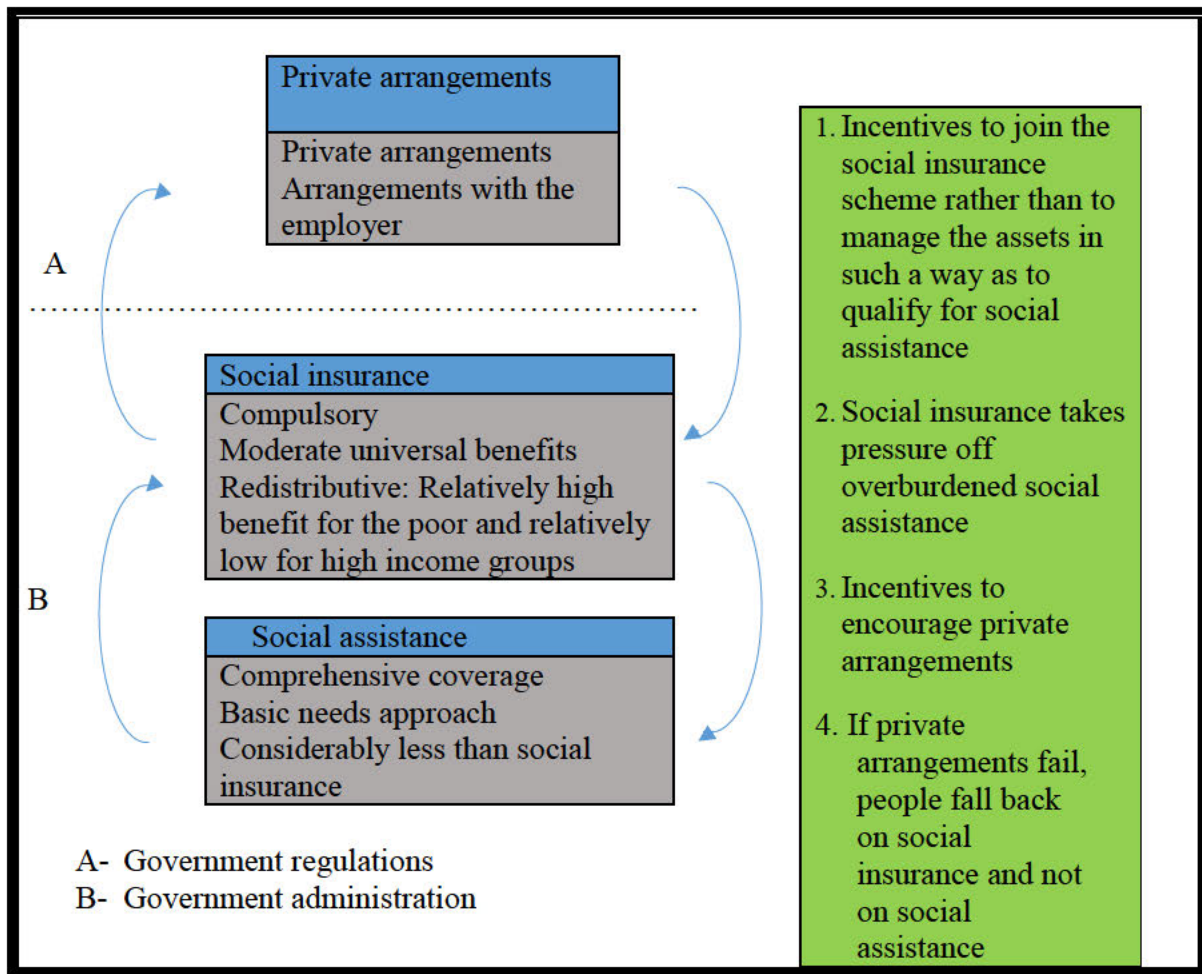 Private arrangements
Private arrangements
Arrangements with the
employer
A
………………………………………………………………
Social insurance
Compulsory
Moderate universal benefits
Redistributive: Relatively high
benefit for the poor and relatively
low for high income groups
B
Social assistance
Comprehensive coverage
Basic needs approach
Considerably less than social
insurance
A- Government regulations
B- Government administration
1. Incentives to join the
social insurance
scheme rather than to
manage the assets in
such a way as to
qualify for social
assistance
2. Social insurance takes
pressure off
overburdened social
assistance
3. Incentives to
encourage private
arrangements
4. If private
arrangements fail,
people fall back
on social
insurance and not
on social
assistance